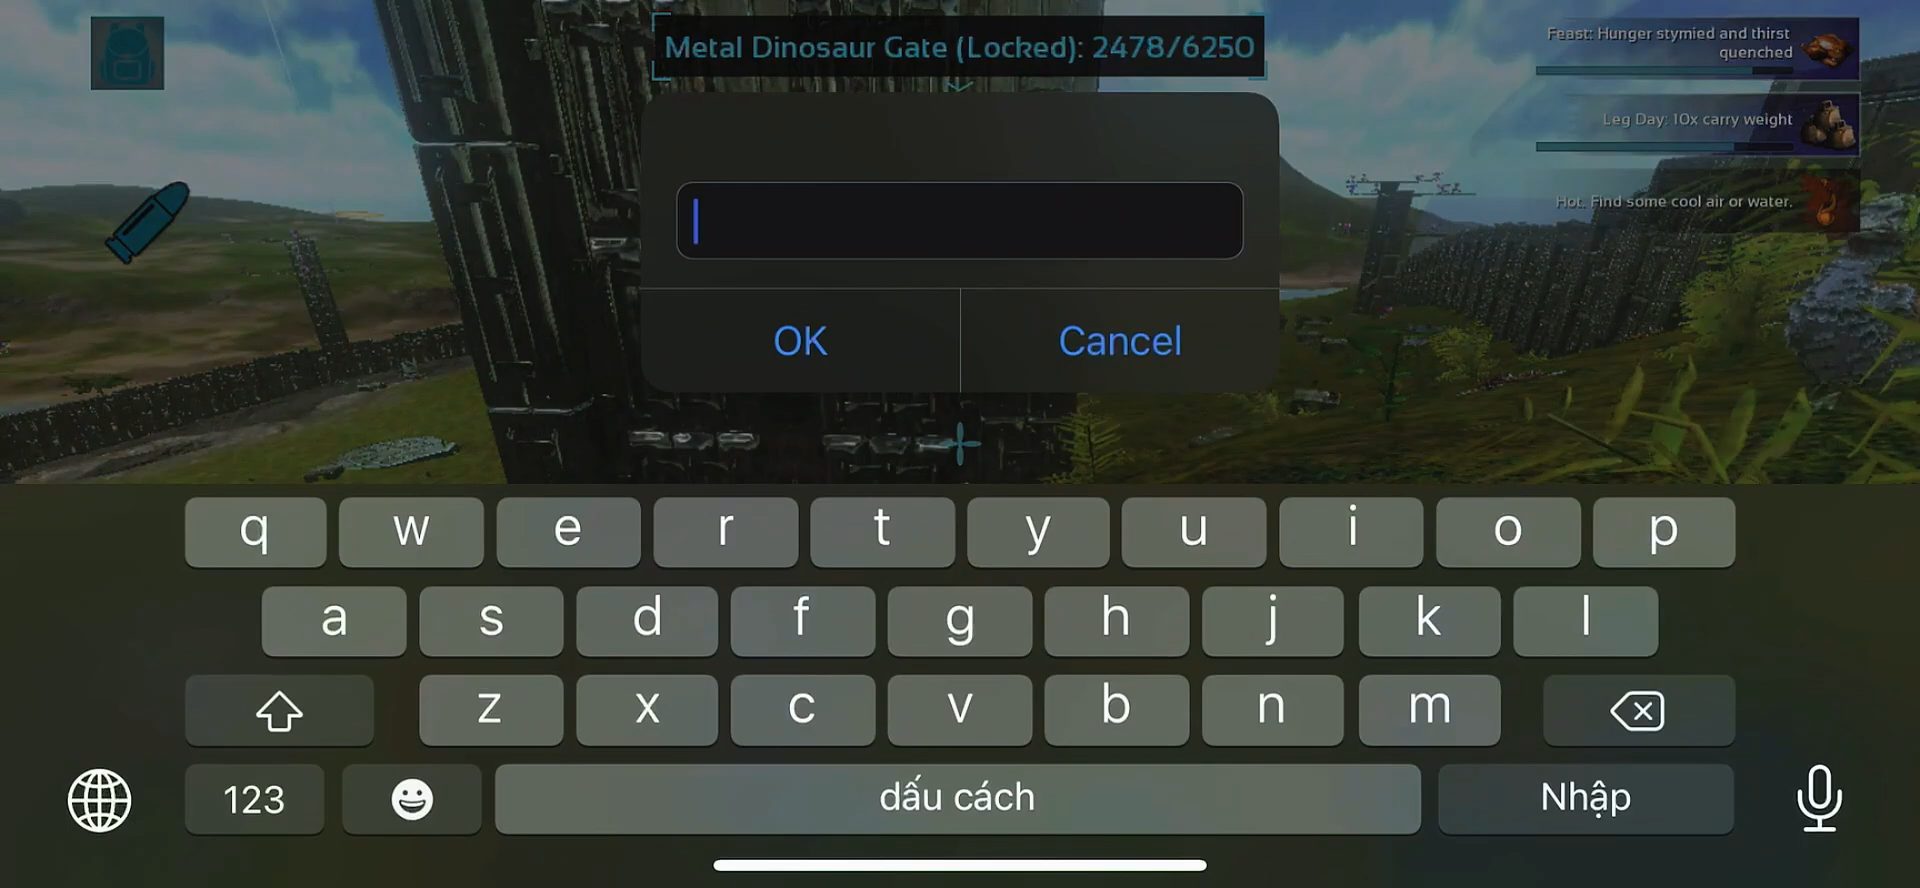 Metal Dinosaur Gate (Locked): 2478/6250
Feast: Hunger stymied and thirst
quenched
Leg Day: 10x carry weight
Hot. Find some cool air or water.
OK
Cancel
q w e r t y u i o p
a s d f g h j k l
z x c v b n m
123
dấu cách
Nhập